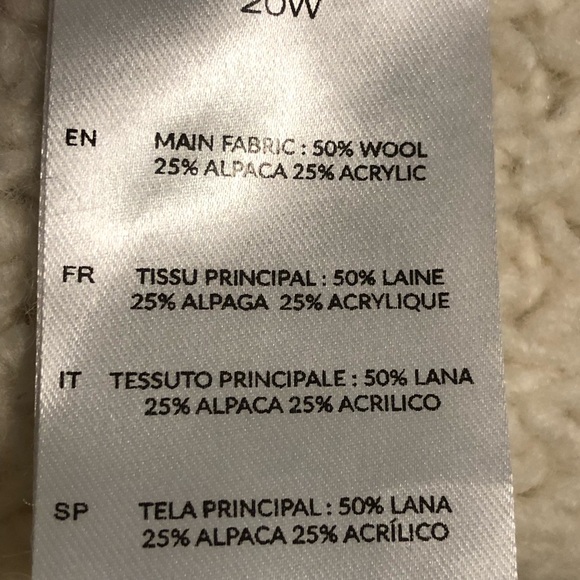 20W
EN MAIN FABRIC : 50% WOOL
25% ALPACA 25% ACRYLIC
FR TISSU PRINCIPAL : 50% LAINE
25% ALPAGA 25% ACRYLIQUE
IT TESSUTO PRINCIPALE : 50% LANA
25% ALPACA 25% ACRILICO
SP TELA PRINCIPAL : 50% LANA
25% ALPACA 25% ACRÍLICO